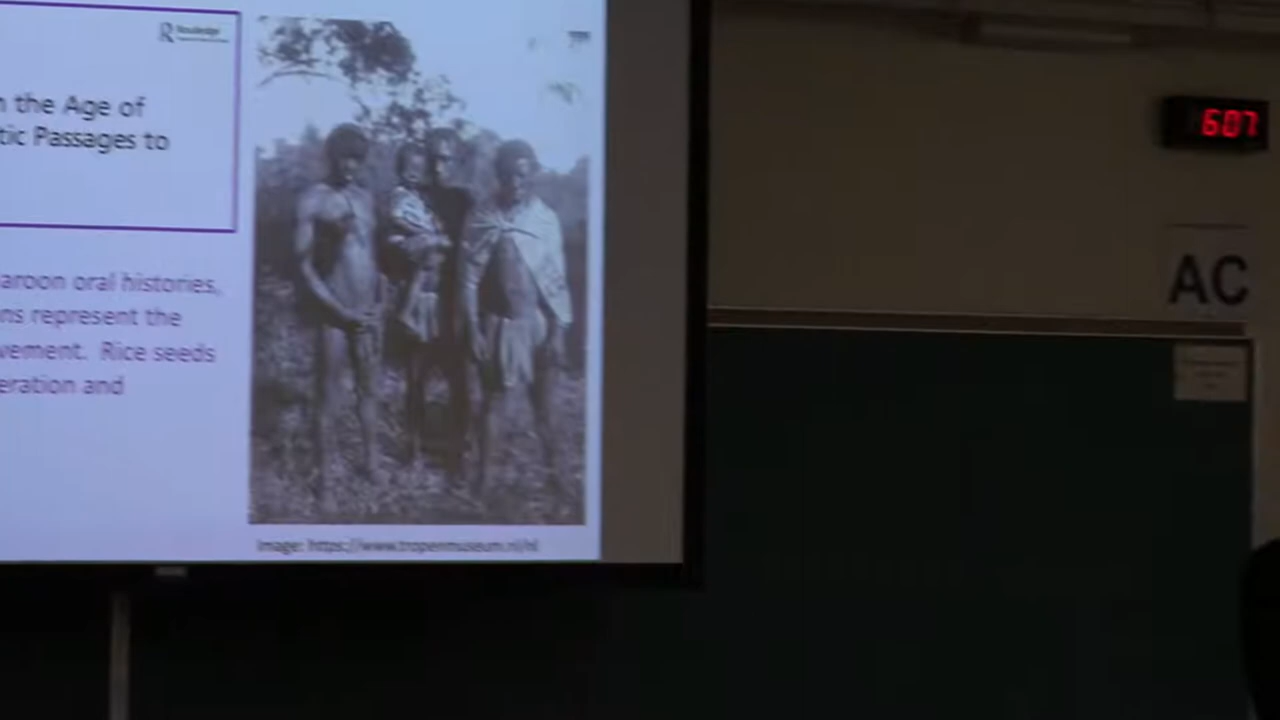 Routledge
n the Age of
tic Passages to
aroon oral histories,
ns represent the
vement. Rice seeds
eration and
Image: https://www.tropenmuseum.nl/nl
607
AC